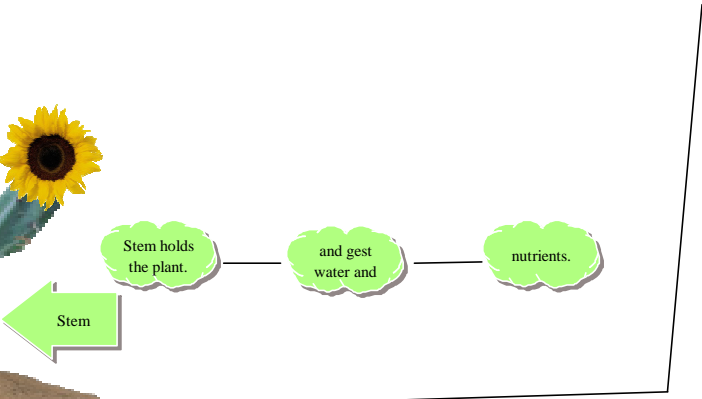 Stem holds
the plant.
and gest
water and
nutrients.
Stem